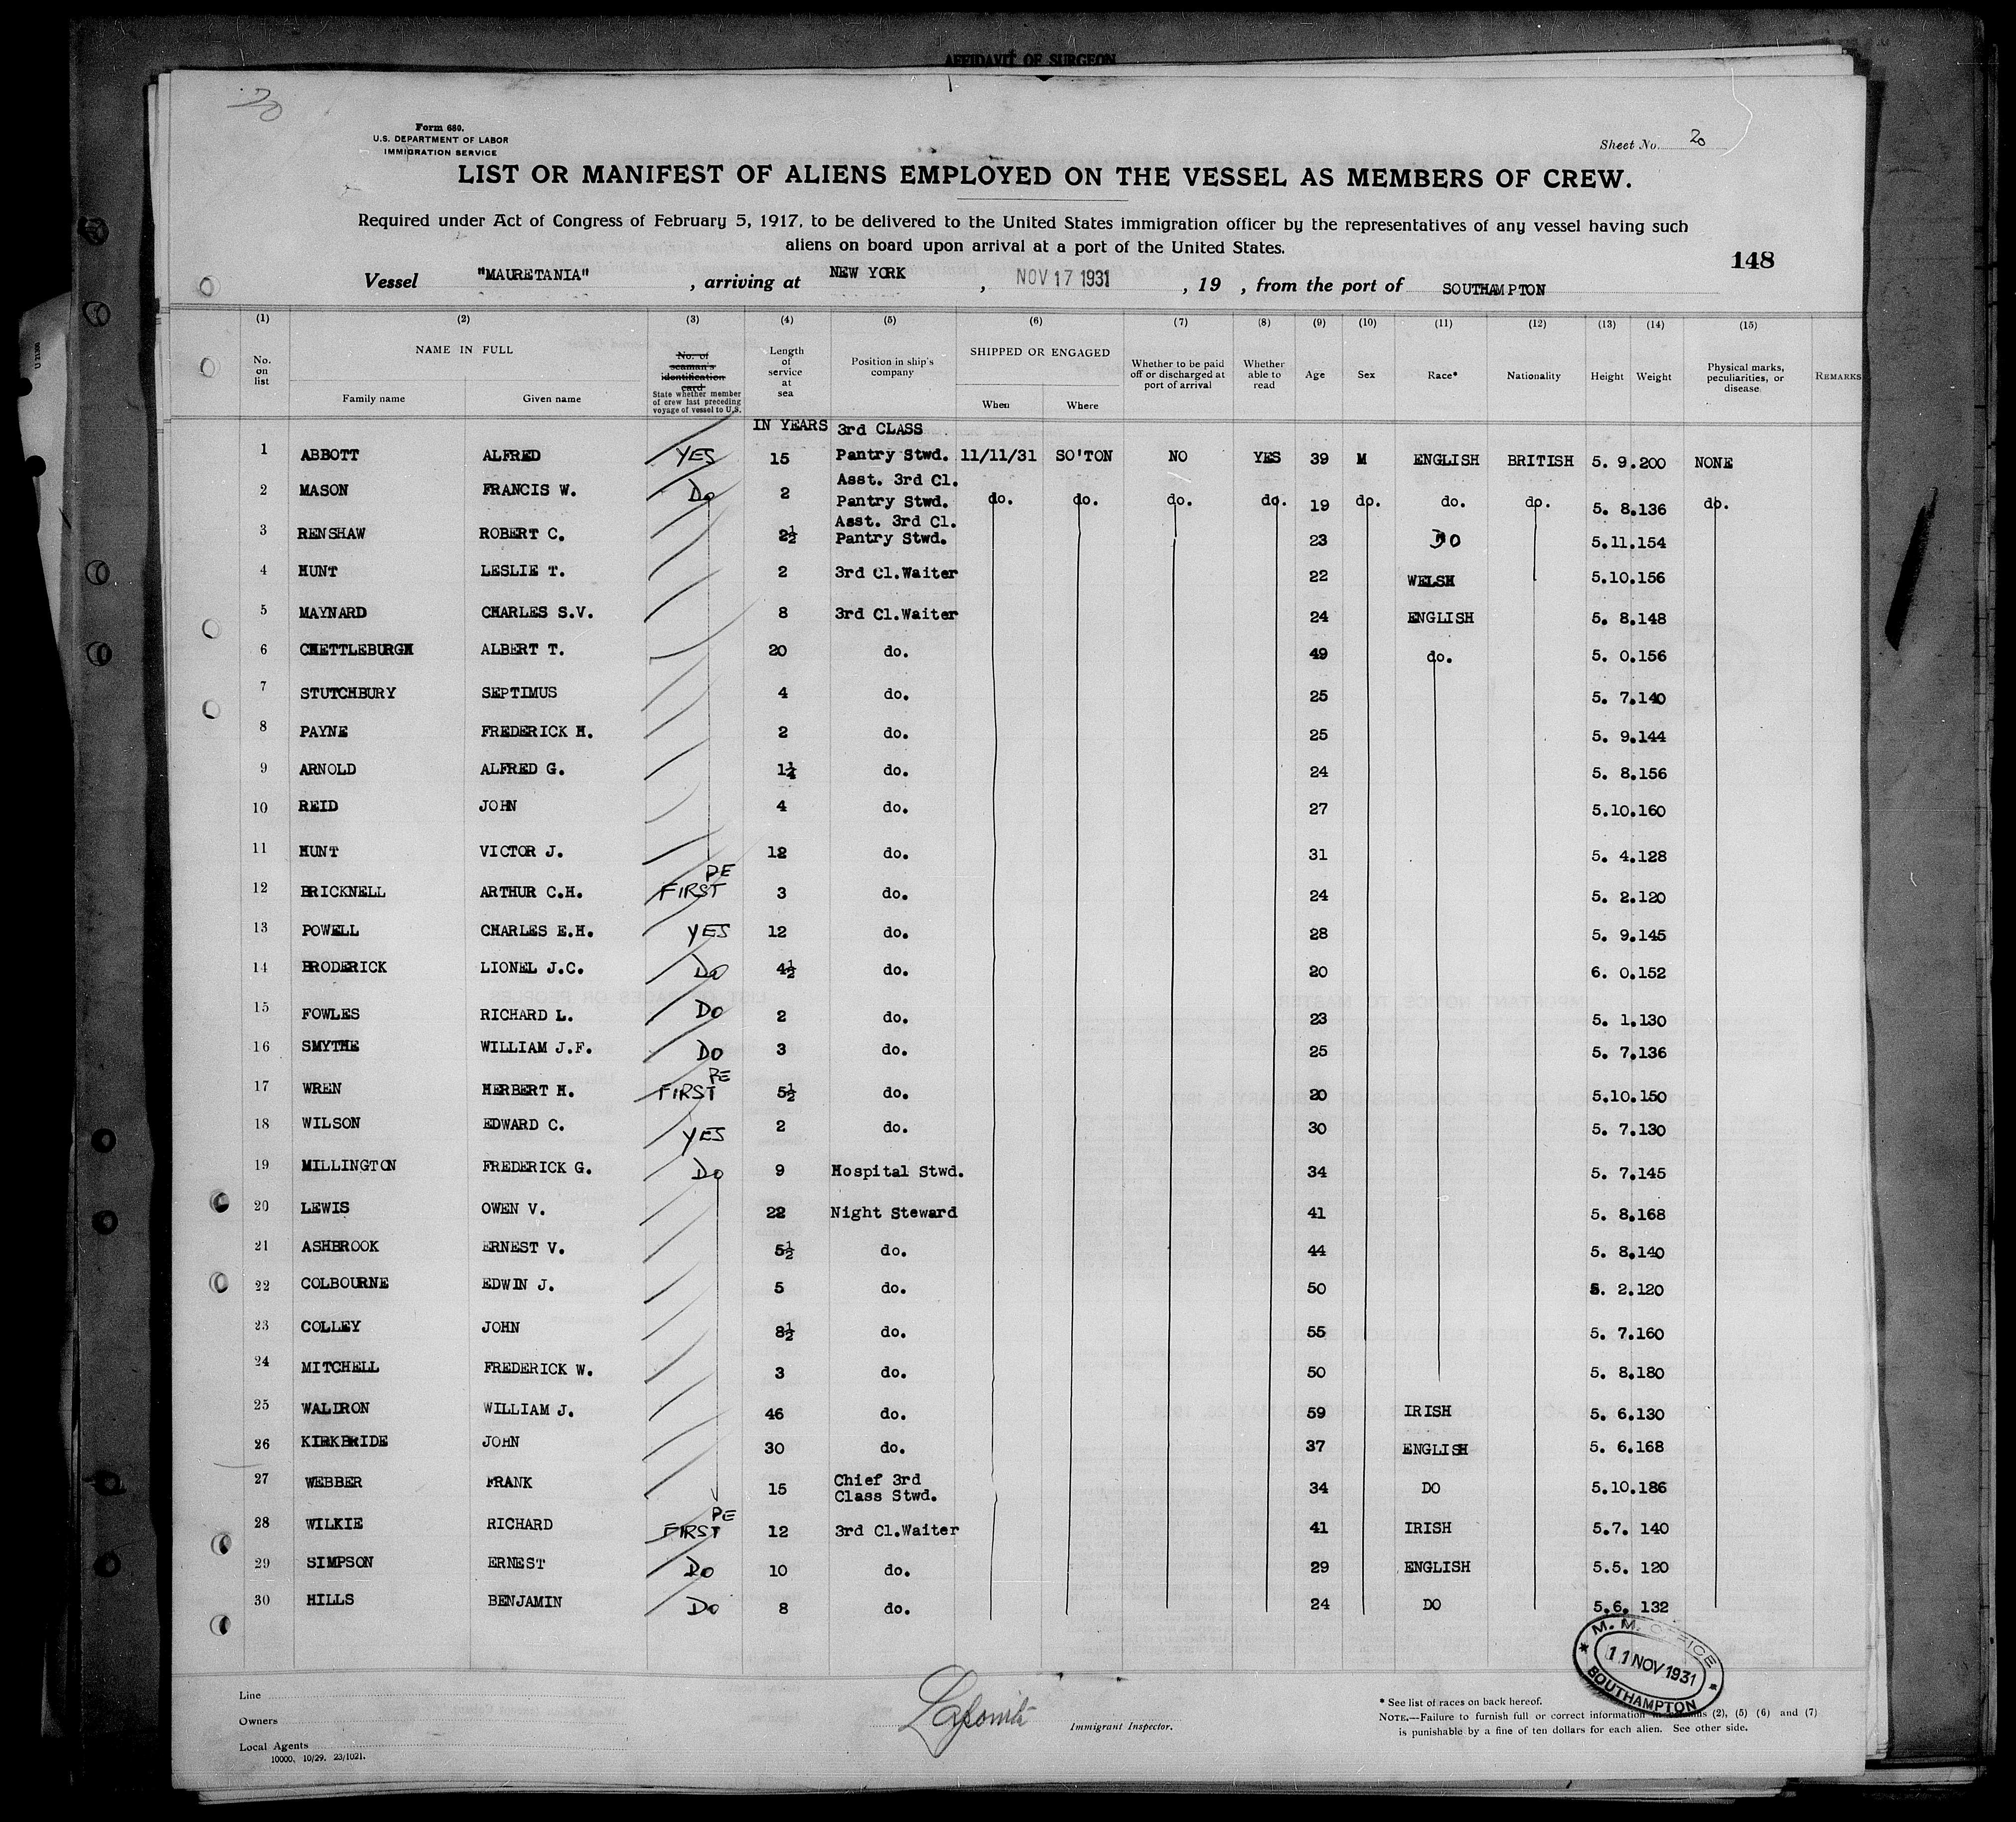 AFFIDAVIT OF SURGEON
20
Form 680.
U.S. DEPARTMENT OF LABOR
IMMIGRATION SERVICE
Sheet No. 20
LIST OR MANIFEST OF ALIENS EMPLOYED ON THE VESSEL AS MEMBERS OF CREW.
Required under Act of Congress of February 5, 1917, to be delivered to the United States immigration officer by the representatives of any vessel having such
aliens on board upon arrival at a port of the United States.
148
Vessel "MAURETANIA", arriving at NEW YORK, NOV 17 1931, 19 , from the port of SOUTHAMPTON
(1) (2) (3) (4) (5) (6) (7) (8) (9) (10) (11) (12) (13) (14) (15)
No. on list
NAME IN FULL
Family name Given name
No. of seaman's identification card
State whether member of crew last preceding voyage of vessel to U.S.
Length of service at sea
Position in ship's company
SHIPPED OR ENGAGED
When Where
Whether to be paid off or discharged at port of arrival
Whether able to read
Age Sex Race* Nationality Height Weight
Physical marks, peculiarities, or disease
REMARKS
IN YEARS 3rd CLASS
1 ABBOTT ALFRED YES 15 Pantry Stwd. 11/11/31 SO'TON NO YES 39 M ENGLISH BRITISH 5. 9. 200 NONE
Asst. 3rd Cl.
2 MASON FRANCIS W. Do 2 Pantry Stwd. do. do. do. do. 19 do. do. do. 5. 8. 136 do.
Asst. 3rd Cl.
3 RENSHAW ROBERT C. 2½ Pantry Stwd. 23 DO 5.11. 154
4 HUNT LESLIE T. 2 3rd Cl.Waiter 22 WELSH 5.10. 156
5 MAYNARD CHARLES S.V. 8 3rd Cl.Waiter 24 ENGLISH 5. 8. 148
6 CHETTLEBURGH ALBERT T. 20 do. 49 do. 5. 0. 156
7 STUTCHBURY SEPTIMUS 4 do. 25 5. 7. 140
8 PAYNE FREDERICK H. 2 do. 25 5. 9. 144
9 ARNOLD ALFRED G. 1¼ do. 24 5. 8. 156
10 REID JOHN 4 do. 27 5.10. 160
11 HUNT VICTOR J. 12 do. 31 5. 4. 128
12 BRICKNELL ARTHUR C.H. FIRST PE 3 do. 24 5. 2. 120
13 POWELL CHARLES E.H. YES 12 do. 28 5. 9. 145
14 BRODERICK LIONEL J.C. Do 4½ do. 20 6. 0. 152
15 FOWLES RICHARD L. Do 2 do. 23 5. 1. 130
16 SMYTHE WILLIAM J.F. Do 3 do. 25 5. 7. 136
17 WREN HERBERT H. FIRST PE 5½ do. 20 5.10. 150
18 WILSON EDWARD C. YES 2 do. 30 5. 7. 130
19 MILLINGTON FREDERICK G. Do 9 Hospital Stwd. 34 5. 7. 145
20 LEWIS OWEN V. 22 Night Steward 41 5. 8. 168
21 ASHBROOK ERNEST V. 5½ do. 44 5. 8. 140
22 COLBOURNE EDWIN J. 5 do. 50 5. 2. 120
23 COLLEY JOHN 8½ do. 55 5. 7. 160
24 MITCHELL FREDERICK W. 3 do. 50 5. 8. 180
25 WALDRON WILLIAM J. 46 do. 59 IRISH 5. 6. 130
26 KIRKBRIDE JOHN 30 do. 37 ENGLISH 5. 6. 168
27 WEBBER FRANK 15 Chief 3rd Class Stwd. 34 DO 5.10. 186
28 WILKIE RICHARD FIRST PE 12 3rd Cl.Waiter 41 IRISH 5.7. 140
29 SIMPSON ERNEST Do 10 do. 29 ENGLISH 5.5. 120
30 HILLS BENJAMIN Do 8 do. 24 DO 5.6. 132
M. M. OFFICE
11 NOV 1931
SOUTHAMPTON
Line
Owners
Local Agents
10000. 10/29. 23/1021.
Immigrant Inspector.
* See list of races on back hereof.
NOTE.—Failure to furnish full or correct information in columns (2), (5) (6) and (7)
is punishable by a fine of ten dollars for each alien. See other side.